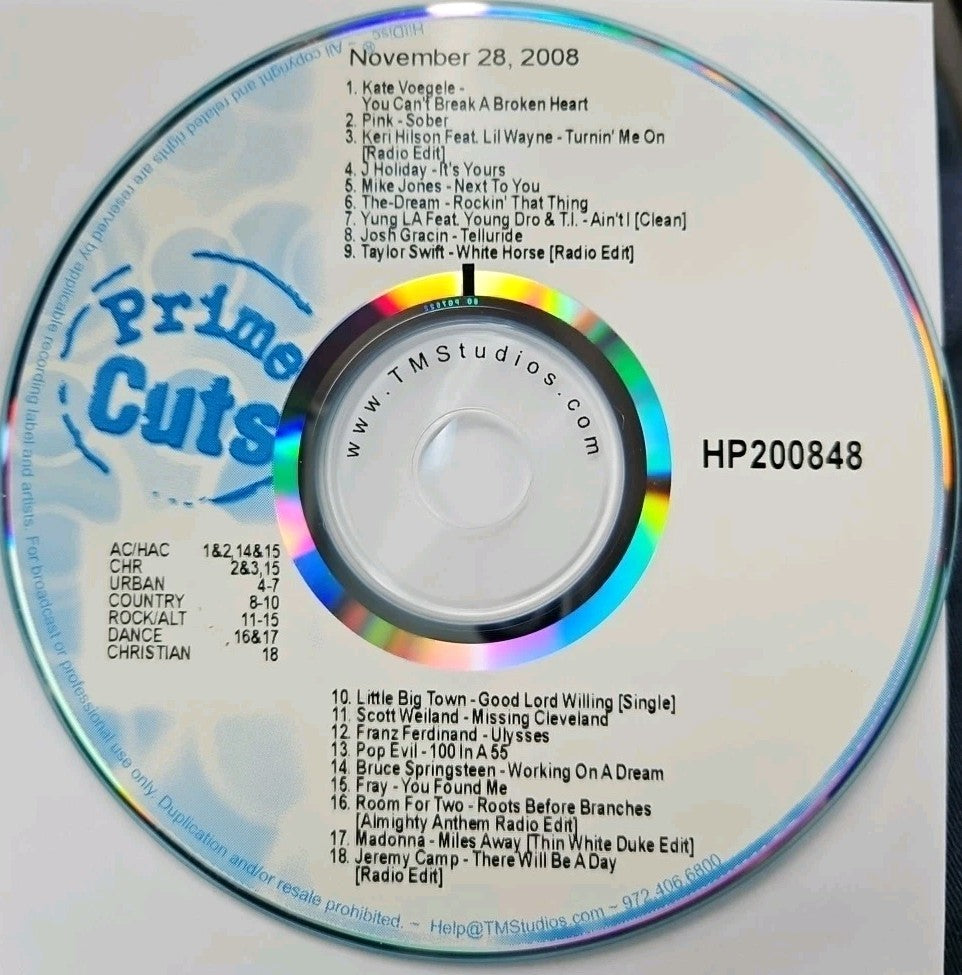 November 28, 2008
1. Kate Voegele -
You Can't Break A Broken Heart
2. Pink - Sober
3. Keri Hilson Feat. Lil Wayne - Turnin' Me On
[Radio Edit]
4. J Holiday - It's Yours
5. Mike Jones - Next To You
6. The-Dream - Rockin' That Thing
7. Yung LA Feat. Young Dro & T.I. - Ain't I [Clean]
8. Josh Gracin - Telluride
9. Taylor Swift - White Horse [Radio Edit]
Prime
Cuts
www.TMStudios.com
HP200848
AC/HAC 1&2,14&15
CHR 2&3,15
URBAN 4-7
COUNTRY 8-10
ROCK/ALT 11-15
DANCE 16&17
CHRISTIAN 18
10. Little Big Town - Good Lord Willing [Single]
11. Scott Weiland - Missing Cleveland
12. Franz Ferdinand - Ulysses
13. Pop Evil - 100 In A 55
14. Bruce Springsteen - Working On A Dream
15. Fray - You Found Me
16. Room For Two - Roots Before Branches
[Almighty Anthem Radio Edit]
17. Madonna - Miles Away [Thin White Duke Edit]
18. Jeremy Camp - There Will Be A Day
[Radio Edit]
HitDisc® ~ All copyright and related rights are reserved by applicable recording label and artists. For broadcast or professional use only. Duplication and/or resale prohibited. ~ Help@TMStudios.com ~ 972.406.6800